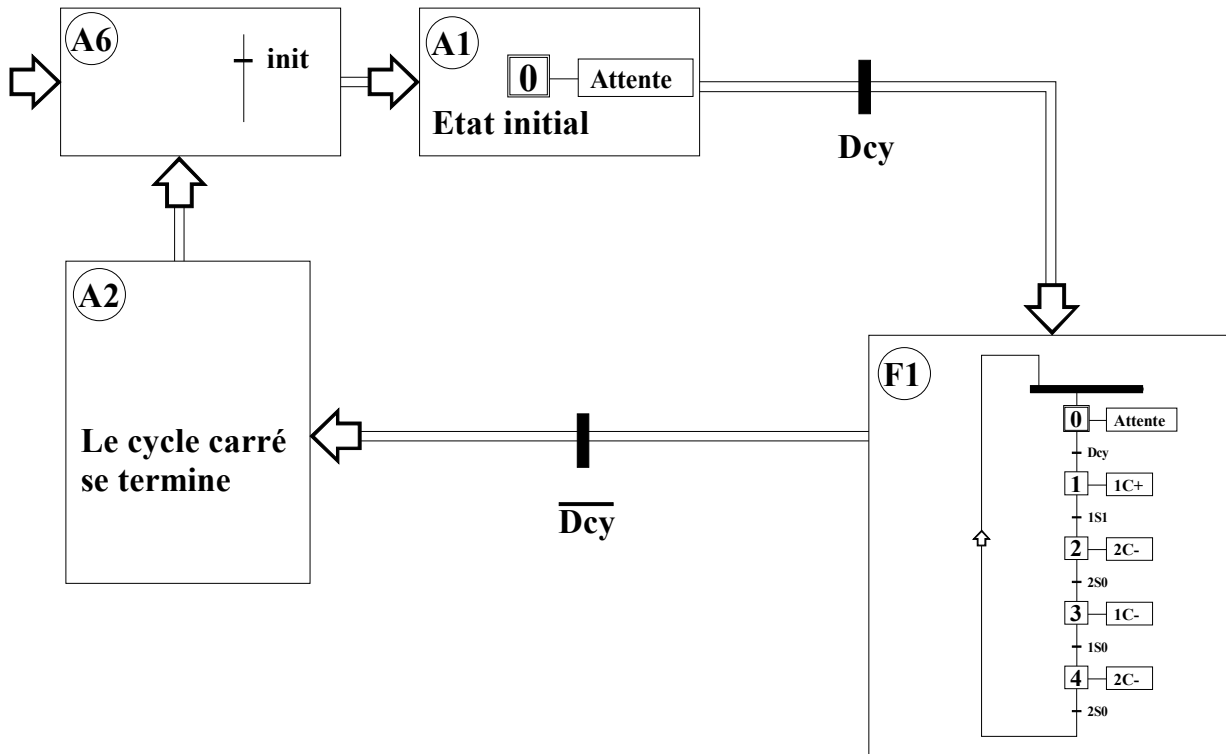 A6
init
A1
0 Attente
Etat initial
Dcy
A2
Le cycle carré
se termine
Dcy
F1
0 Attente
Dcy
1 1C+
1S1
2 2C-
2S0
3 1C-
1S0
4 2C-
2S0